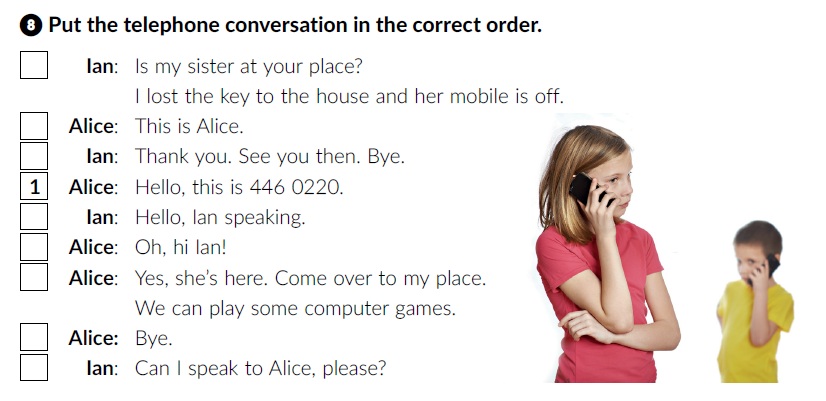 8 Put the telephone conversation in the correct order.
Ian: Is my sister at your place?
I lost the key to the house and her mobile is off.
Alice: This is Alice.
Ian: Thank you. See you then. Bye.
1 Alice: Hello, this is 446 0220.
Ian: Hello, Ian speaking.
Alice: Oh, hi Ian!
Alice: Yes, she's here. Come over to my place.
We can play some computer games.
Alice: Bye.
Ian: Can I speak to Alice, please?